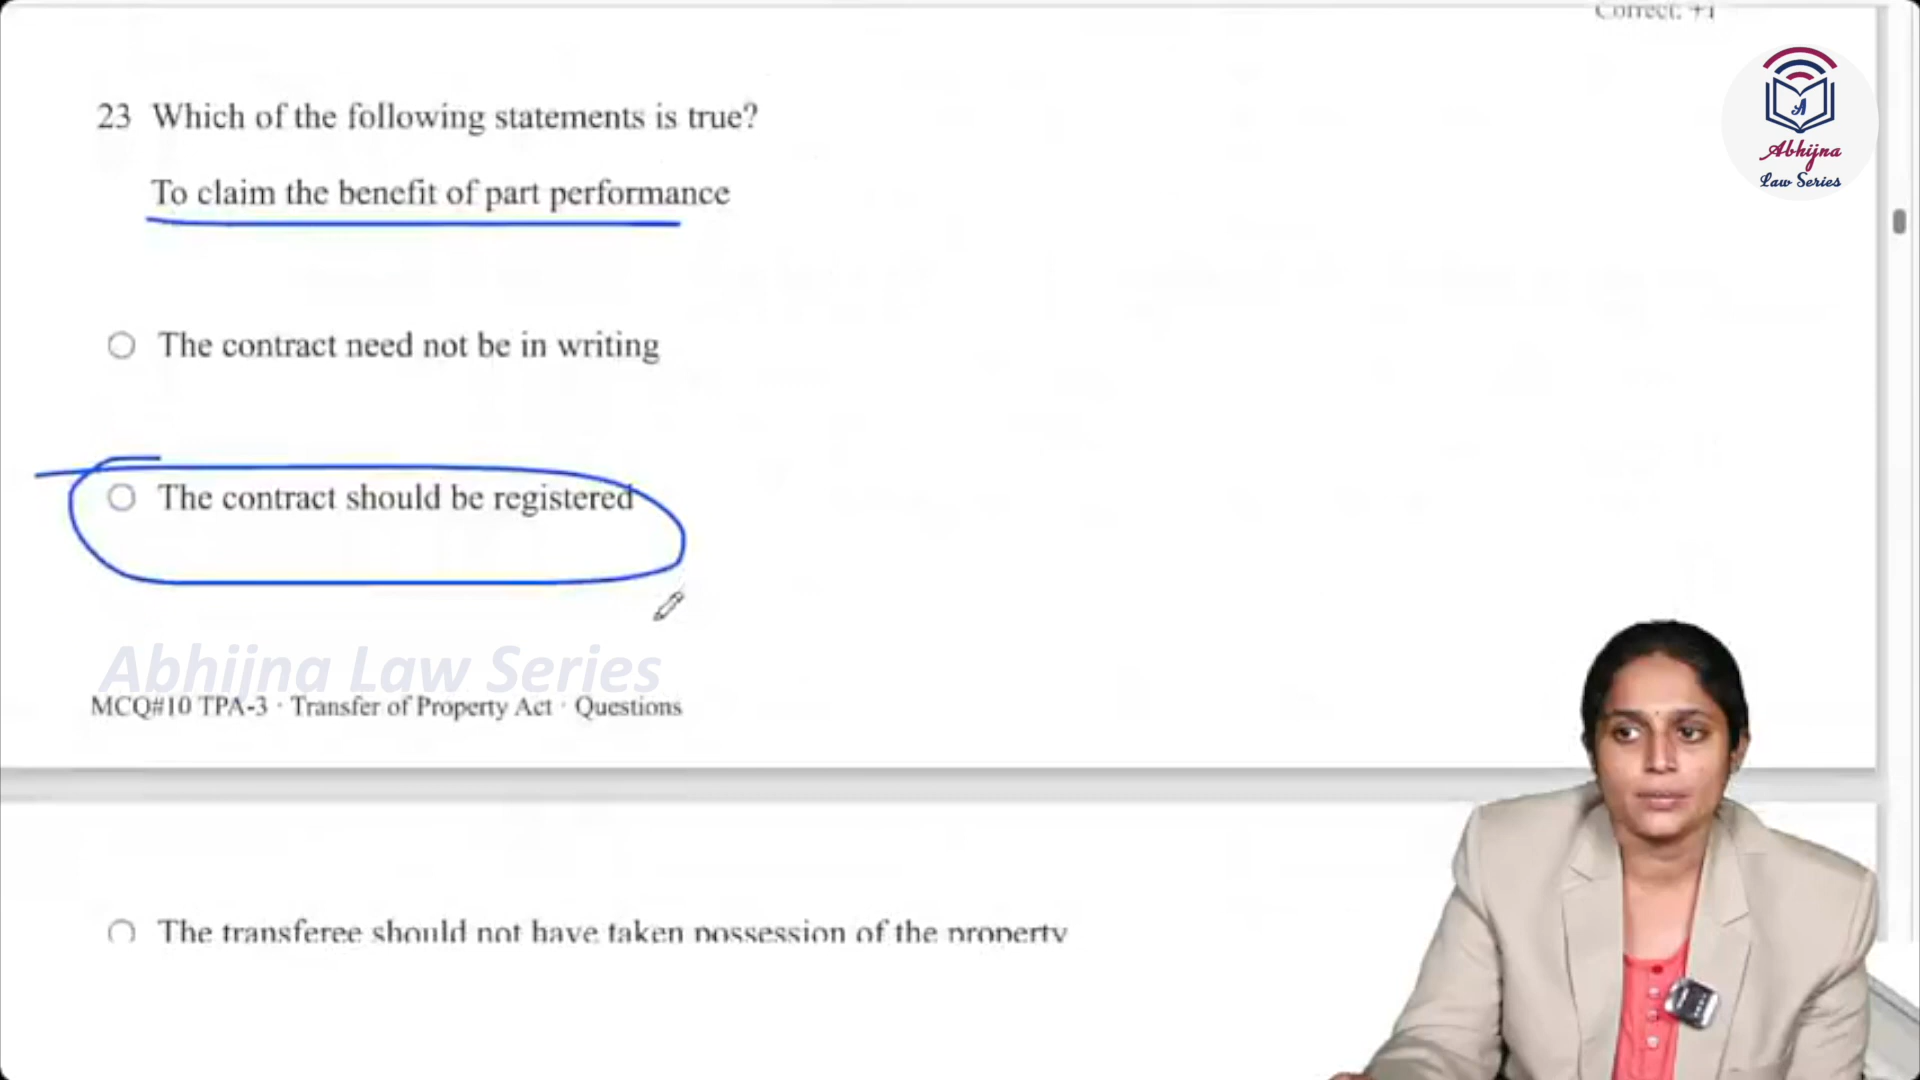 Correct: +1
A
Abhijna
Law Series
23 Which of the following statements is true?
To claim the benefit of part performance
The contract need not be in writing
The contract should be registered
Abhijna Law Series
MCQ#10 TPA-3 · Transfer of Property Act · Questions
The transferee should not have taken possession of the property